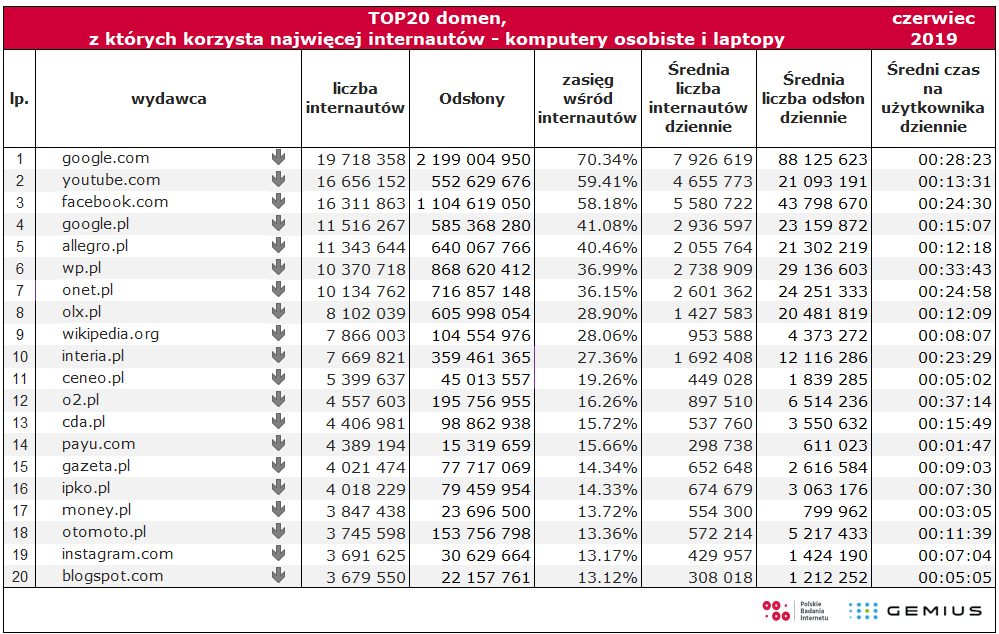 TOP20 domen,
z których korzysta najwięcej internautów - komputery osobiste i laptopy
czerwiec
2019
lp.
wydawca
liczba
internautów
Odsłony
zasięg
wśród
internautów
Średnia
liczba
internautów
dziennie
Średnia
liczba odsłon
dziennie
Średni czas
na
użytkownika
dziennie
1 google.com 19 718 358 2 199 004 950 70.34% 7 926 619 88 125 623 00:28:23
2 youtube.com 16 656 152 552 629 676 59.41% 4 655 773 21 093 191 00:13:31
3 facebook.com 16 311 863 1 104 619 050 58.18% 5 580 722 43 798 670 00:24:30
4 google.pl 11 516 267 585 368 280 41.08% 2 936 597 23 159 872 00:15:07
5 allegro.pl 11 343 644 640 067 766 40.46% 2 055 764 21 302 219 00:12:18
6 wp.pl 10 370 718 868 620 412 36.99% 2 738 909 29 136 603 00:33:43
7 onet.pl 10 134 762 716 857 148 36.15% 2 601 362 24 251 333 00:24:58
8 olx.pl 8 102 039 605 998 054 28.90% 1 427 583 20 481 819 00:12:09
9 wikipedia.org 7 866 003 104 554 976 28.06% 953 588 4 373 272 00:08:07
10 interia.pl 7 669 821 359 461 365 27.36% 1 692 408 12 116 286 00:23:29
11 ceneo.pl 5 399 637 45 013 557 19.26% 449 028 1 839 285 00:05:02
12 o2.pl 4 557 603 195 756 955 16.26% 897 510 6 514 236 00:37:14
13 cda.pl 4 406 981 98 862 938 15.72% 537 760 3 550 632 00:15:49
14 payu.com 4 389 194 15 319 659 15.66% 298 738 611 023 00:01:47
15 gazeta.pl 4 021 474 77 717 069 14.34% 652 648 2 616 584 00:09:03
16 ipko.pl 4 018 229 79 459 954 14.33% 674 679 3 063 176 00:07:30
17 money.pl 3 847 438 23 696 500 13.72% 554 300 799 962 00:03:05
18 otomoto.pl 3 745 598 153 756 798 13.36% 572 214 5 217 433 00:11:39
19 instagram.com 3 691 625 30 629 664 13.17% 429 957 1 424 190 00:07:04
20 blogspot.com 3 679 550 22 157 761 13.12% 308 018 1 212 252 00:05:05
Polskie
Badania
Internetu
GEMIUS